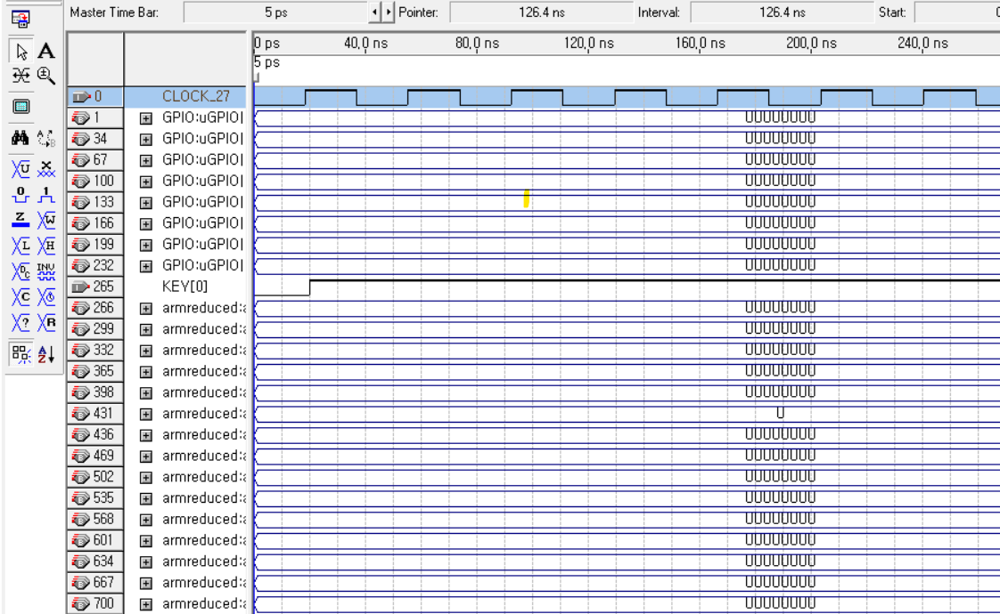 Master Time Bar: 5 ps Pointer: 126.4 ns Interval: 126.4 ns Start:
0 ps 40.0 ns 80.0 ns 120.0 ns 160.0 ns 200.0 ns 240.0 ns
5 ps
0 CLOCK_27
1 GPIO:uGPIO| UUUUUUUU
34 GPIO:uGPIO| UUUUUUUU
67 GPIO:uGPIO| UUUUUUUU
100 GPIO:uGPIO| UUUUUUUU
133 GPIO:uGPIO| UUUUUUUU
166 GPIO:uGPIO| UUUUUUUU
199 GPIO:uGPIO| UUUUUUUU
232 GPIO:uGPIO| UUUUUUUU
265 KEY[0]
266 armreduced:a UUUUUUUU
299 armreduced:a UUUUUUUU
332 armreduced:a UUUUUUUU
365 armreduced:a UUUUUUUU
398 armreduced:a UUUUUUUU
431 armreduced:a U
436 armreduced:a UUUUUUUU
469 armreduced:a UUUUUUUU
502 armreduced:a UUUUUUUU
535 armreduced:a UUUUUUUU
568 armreduced:a UUUUUUUU
601 armreduced:a UUUUUUUU
634 armreduced:a UUUUUUUU
667 armreduced:a UUUUUUUU
700 armreduced:a UUUUUUUU